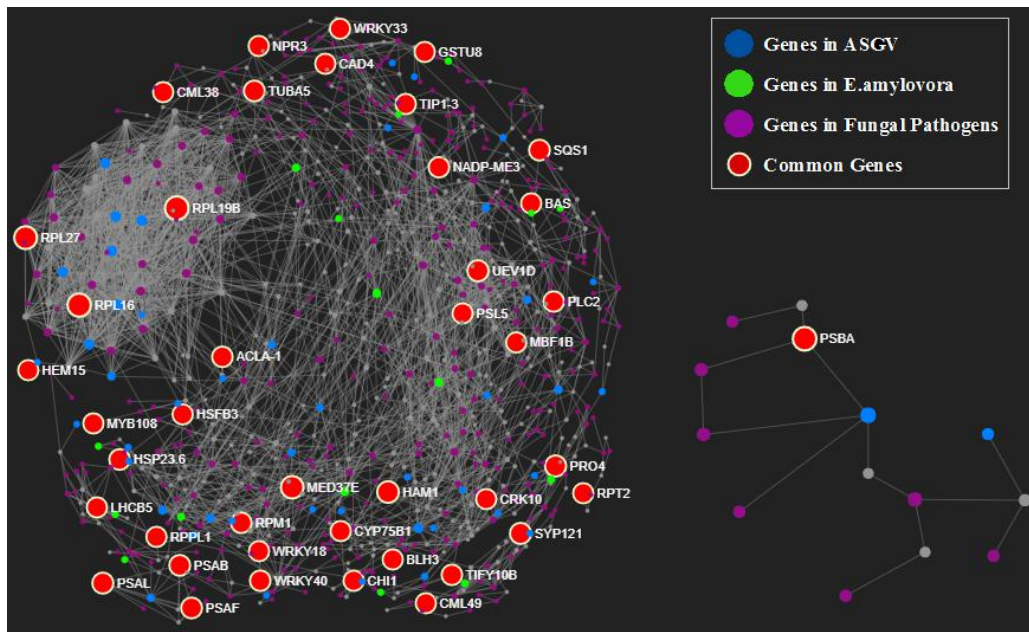 WRKY33
NPR3
GSTU8
CAD4
CML38
TUBA5
TIP1-3
SQS1
NADP-ME3
BAS
RPL19B
RPL27
UEV1D
RPL16
PLC2
PSL5
MBF1B
ACLA-1
HEM15
HSFB3
MYB108
HSP23.6
PRO4
MED37E
HAM1
RPT2
CRK10
LHCB5
RPM1
CYP75B1
SYP121
RPPL1
WRKY18
BLH3
PSAB
TIFY10B
WRKY40
CHI1
PSAL
CML49
PSAF
Genes in ASGV
Genes in E.amylovora
Genes in Fungal Pathogens
Common Genes
PSBA